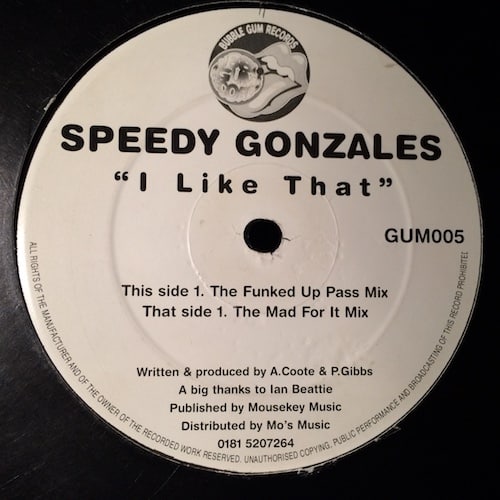 BUBBLE GUM RECORDS
SPEEDY GONZALES
“I Like That”
GUM005
This side 1. The Funked Up Pass Mix
That side 1. The Mad For It Mix
Written & produced by A.Coote & P.Gibbs
A big thanks to Ian Beattie
Published by Mousekey Music
Distributed by Mo's Music
0181 5207264
ALL RIGHTS OF THE MANUFACTURER AND OF THE OWNER OF THE RECORDED WORK RESERVED. UNAUTHORISED COPYING. PUBLIC PERFORMANCE AND BROADCASTING OF THIS RECORD PROHIBITED